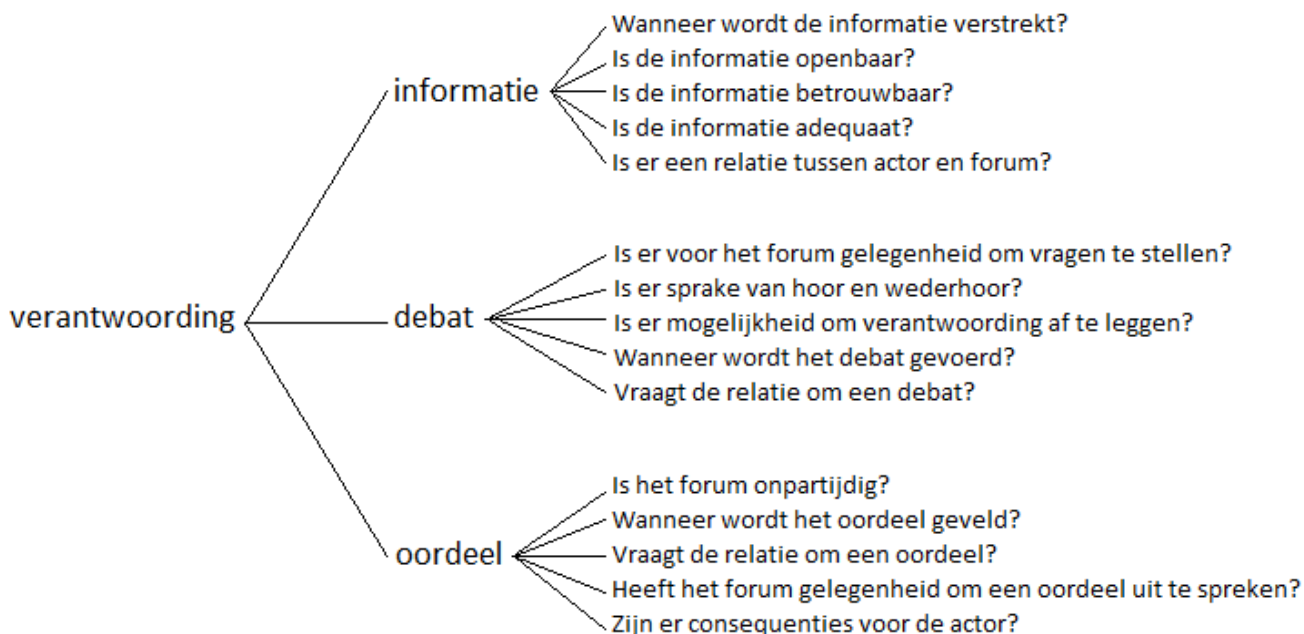 Wanneer wordt de informatie verstrekt?
Is de informatie openbaar?
informatie
Is de informatie betrouwbaar?
Is de informatie adequaat?
Is er een relatie tussen actor en forum?
Is er voor het forum gelegenheid om vragen te stellen?
Is er sprake van hoor en wederhoor?
verantwoording
debat
Is er mogelijkheid om verantwoording af te leggen?
Wanneer wordt het debat gevoerd?
Vraagt de relatie om een debat?
Is het forum onpartijdig?
Wanneer wordt het oordeel geveld?
oordeel
Vraagt de relatie om een oordeel?
Heeft het forum gelegenheid om een oordeel uit te spreken?
Zijn er consequenties voor de actor?